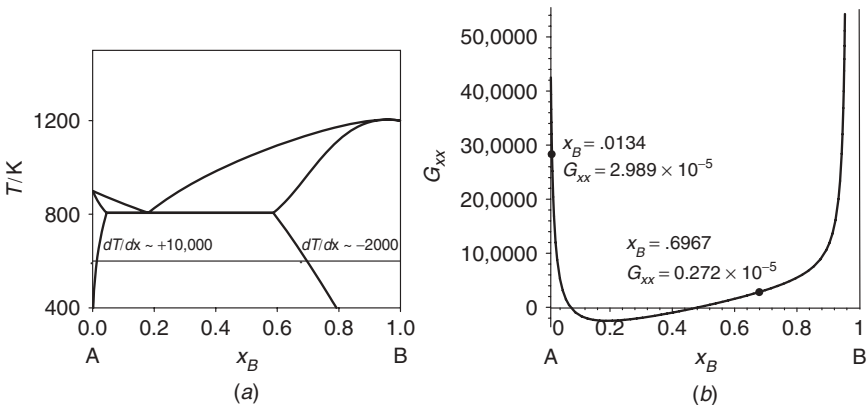 T/K
1200
800
400
dT/dx ~ +10,000
dT/dx ~ −2000
0.0 0.2 0.4 0.6 0.8 1.0
A x_B B
(a)
G_xx
50,0000
40,0000
30,0000
20,0000
10,0000
0
x_B = .0134
G_xx = 2.989 × 10⁻⁵
x_B = .6967
G_xx = 0.272 × 10⁻⁵
0 0.2 0.4 0.6 0.8 1
A x_B B
(b)